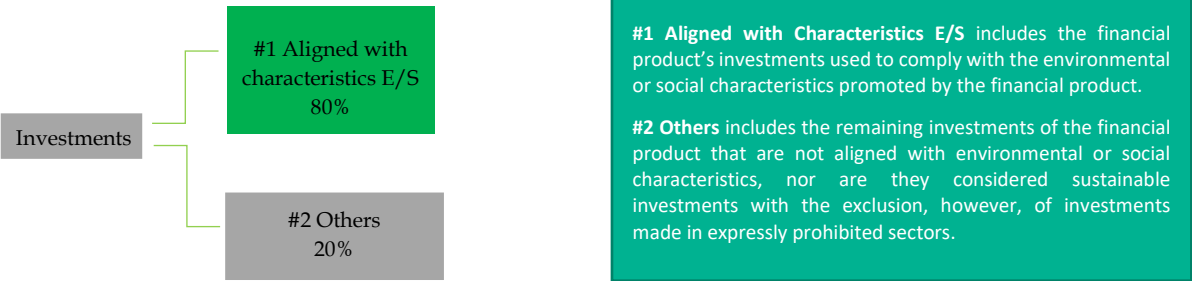 Investments
#1 Aligned with
characteristics E/S
80%
#2 Others
20%
#1 Aligned with Characteristics E/S includes the financial
product's investments used to comply with the environmental
or social characteristics promoted by the financial product.
#2 Others includes the remaining investments of the financial
product that are not aligned with environmental or social
characteristics, nor are they considered sustainable
investments with the exclusion, however, of investments
made in expressly prohibited sectors.